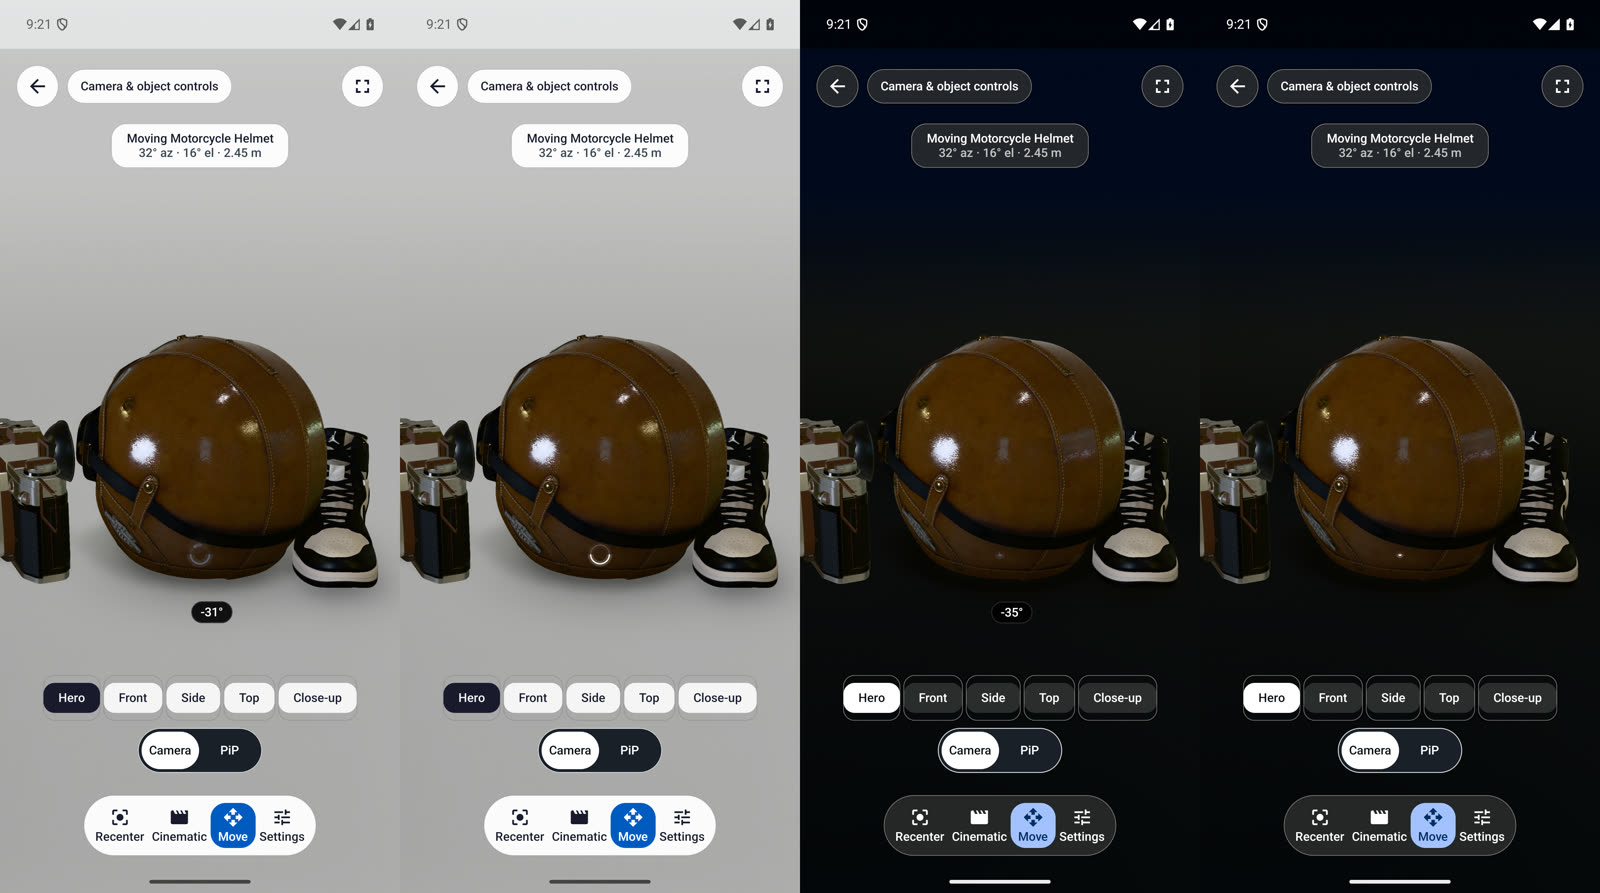 9:21
Camera & object controls
Moving Motorcycle Helmet
32° az · 16° el · 2.45 m
-31°
Hero
Front
Side
Top
Close-up
Camera
PiP
Recenter
Cinematic
Move
Settings
9:21
Camera & object controls
Moving Motorcycle Helmet
32° az · 16° el · 2.45 m
Hero
Front
Side
Top
Close-up
Camera
PiP
Recenter
Cinematic
Move
Settings
9:21
Camera & object controls
Moving Motorcycle Helmet
32° az · 16° el · 2.45 m
-35°
Hero
Front
Side
Top
Close-up
Camera
PiP
Recenter
Cinematic
Move
Settings
9:21
Camera & object controls
Moving Motorcycle Helmet
32° az · 16° el · 2.45 m
Hero
Front
Side
Top
Close-up
Camera
PiP
Recenter
Cinematic
Move
Settings